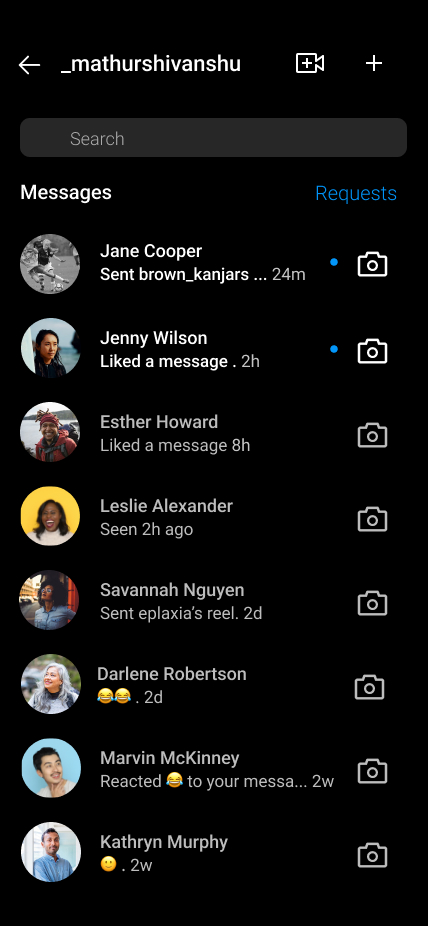 _mathurshivanshu
Search
Messages
Requests
Jane Cooper
Sent brown_kanjars ... 24m
Jenny Wilson
Liked a message . 2h
Esther Howard
Liked a message 8h
Leslie Alexander
Seen 2h ago
Savannah Nguyen
Sent eplaxia’s reel. 2d
Darlene Robertson
😂😂 . 2d
Marvin McKinney
Reacted 😂 to your messa... 2w
Kathryn Murphy
🙂 . 2w